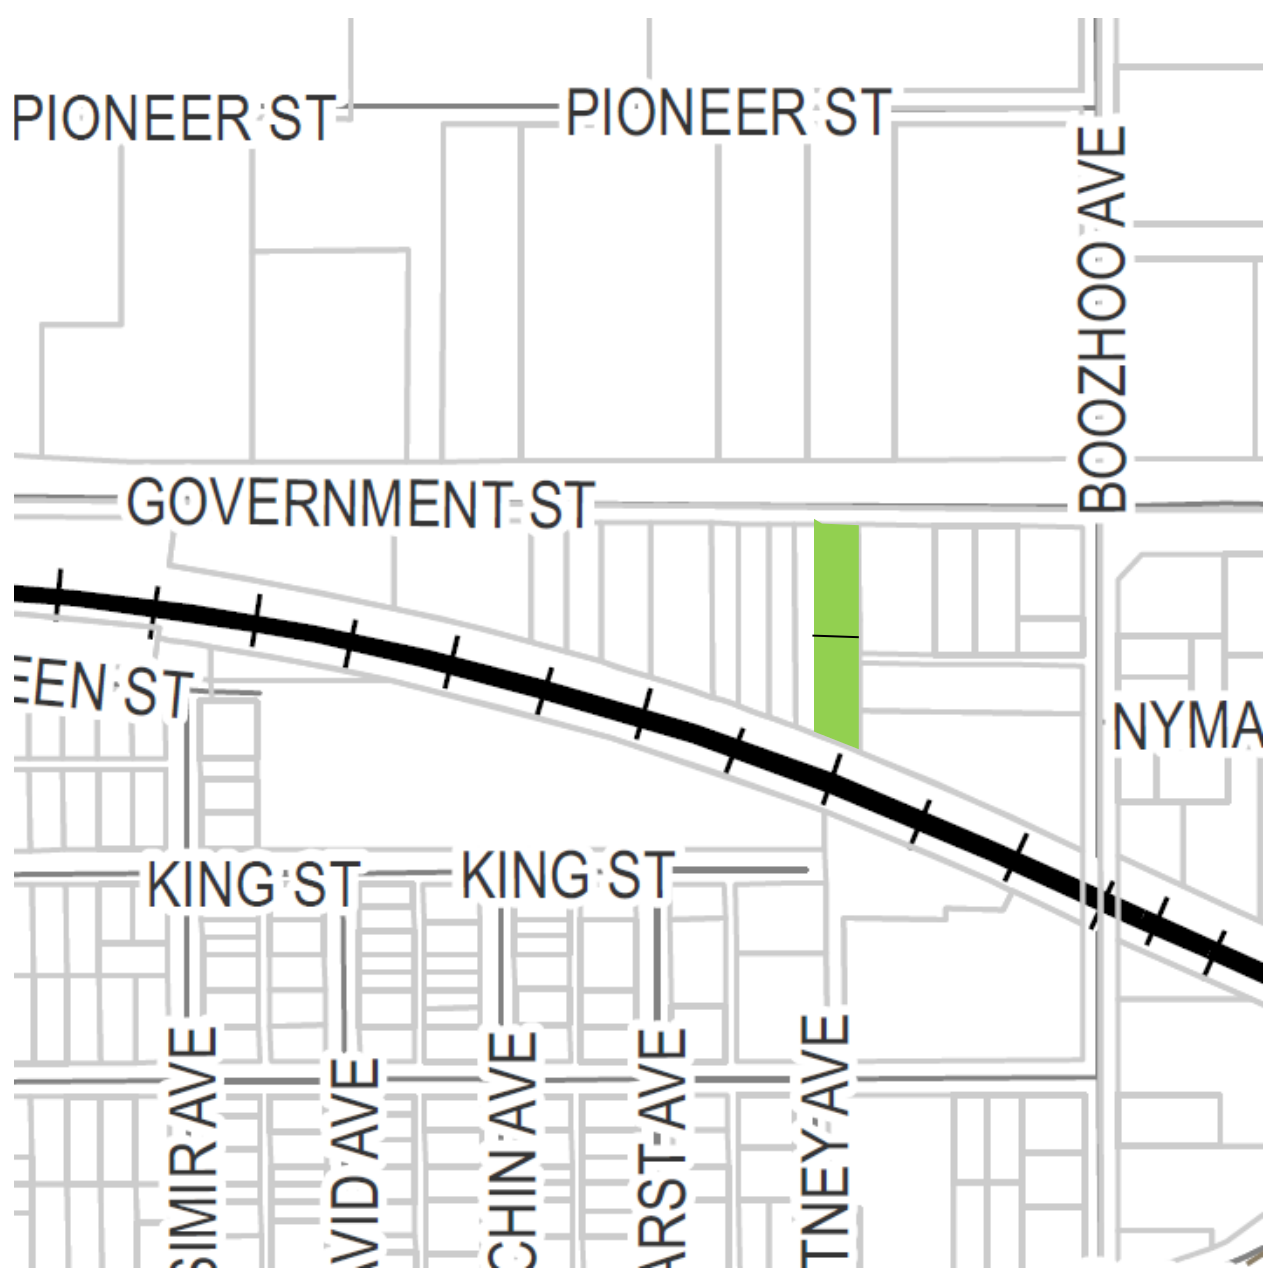 PIONEER ST
PIONEER ST
BOOZHOO AVE
GOVERNMENT ST
EEN ST
NYMA
KING ST
KING ST
SIMIR AVE
VID AVE
CHIN AVE
ARST AVE
TNEY AVE